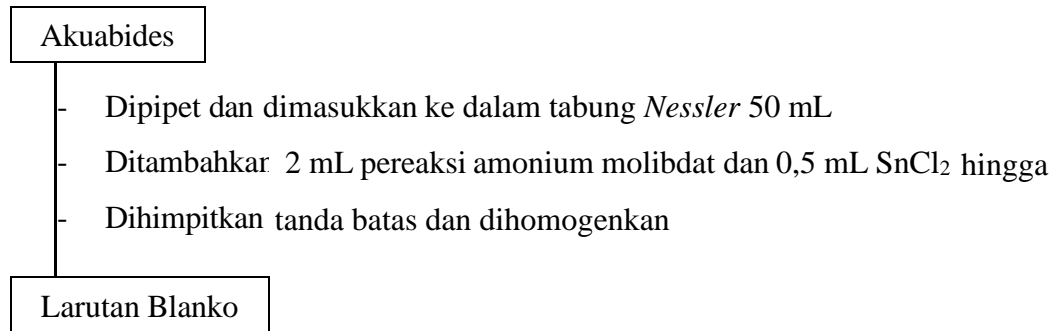 Akuabides
- Dipipet dan dimasukkan ke dalam tabung Nessler 50 mL
- Ditambahkan 2 mL pereaksi amonium molibdat dan 0,5 mL SnCl₂ hingga
- Dihimpitkan tanda batas dan dihomogenkan
Larutan Blanko